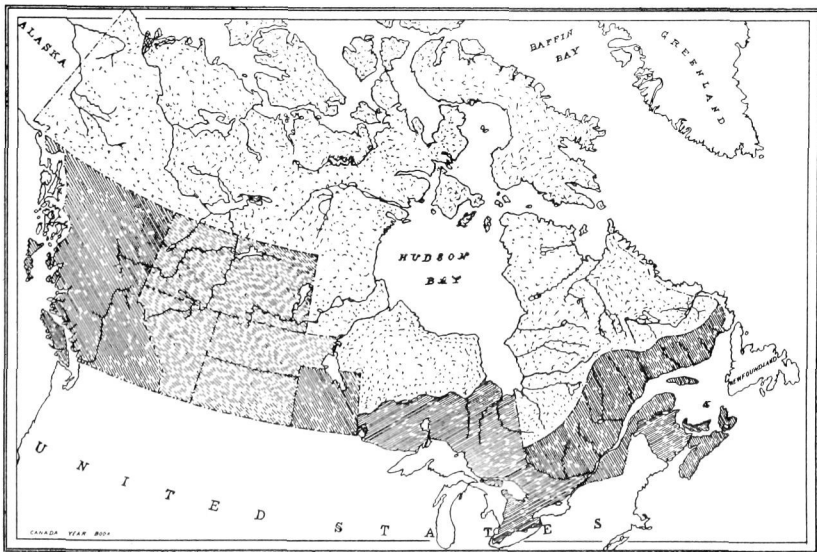 ALASKA
BAFFIN
BAY
GREENLAND
HUDSON
BAY
NEWFOUNDLAND
UNITED STATES
CANADA YEAR BOOK